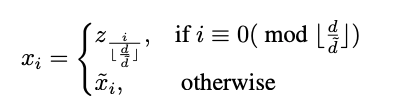 x_i = { z_{i / ⌊d/d̃⌋}, if i ≡ 0( mod ⌊d/d̃⌋)
x̃_i, otherwise